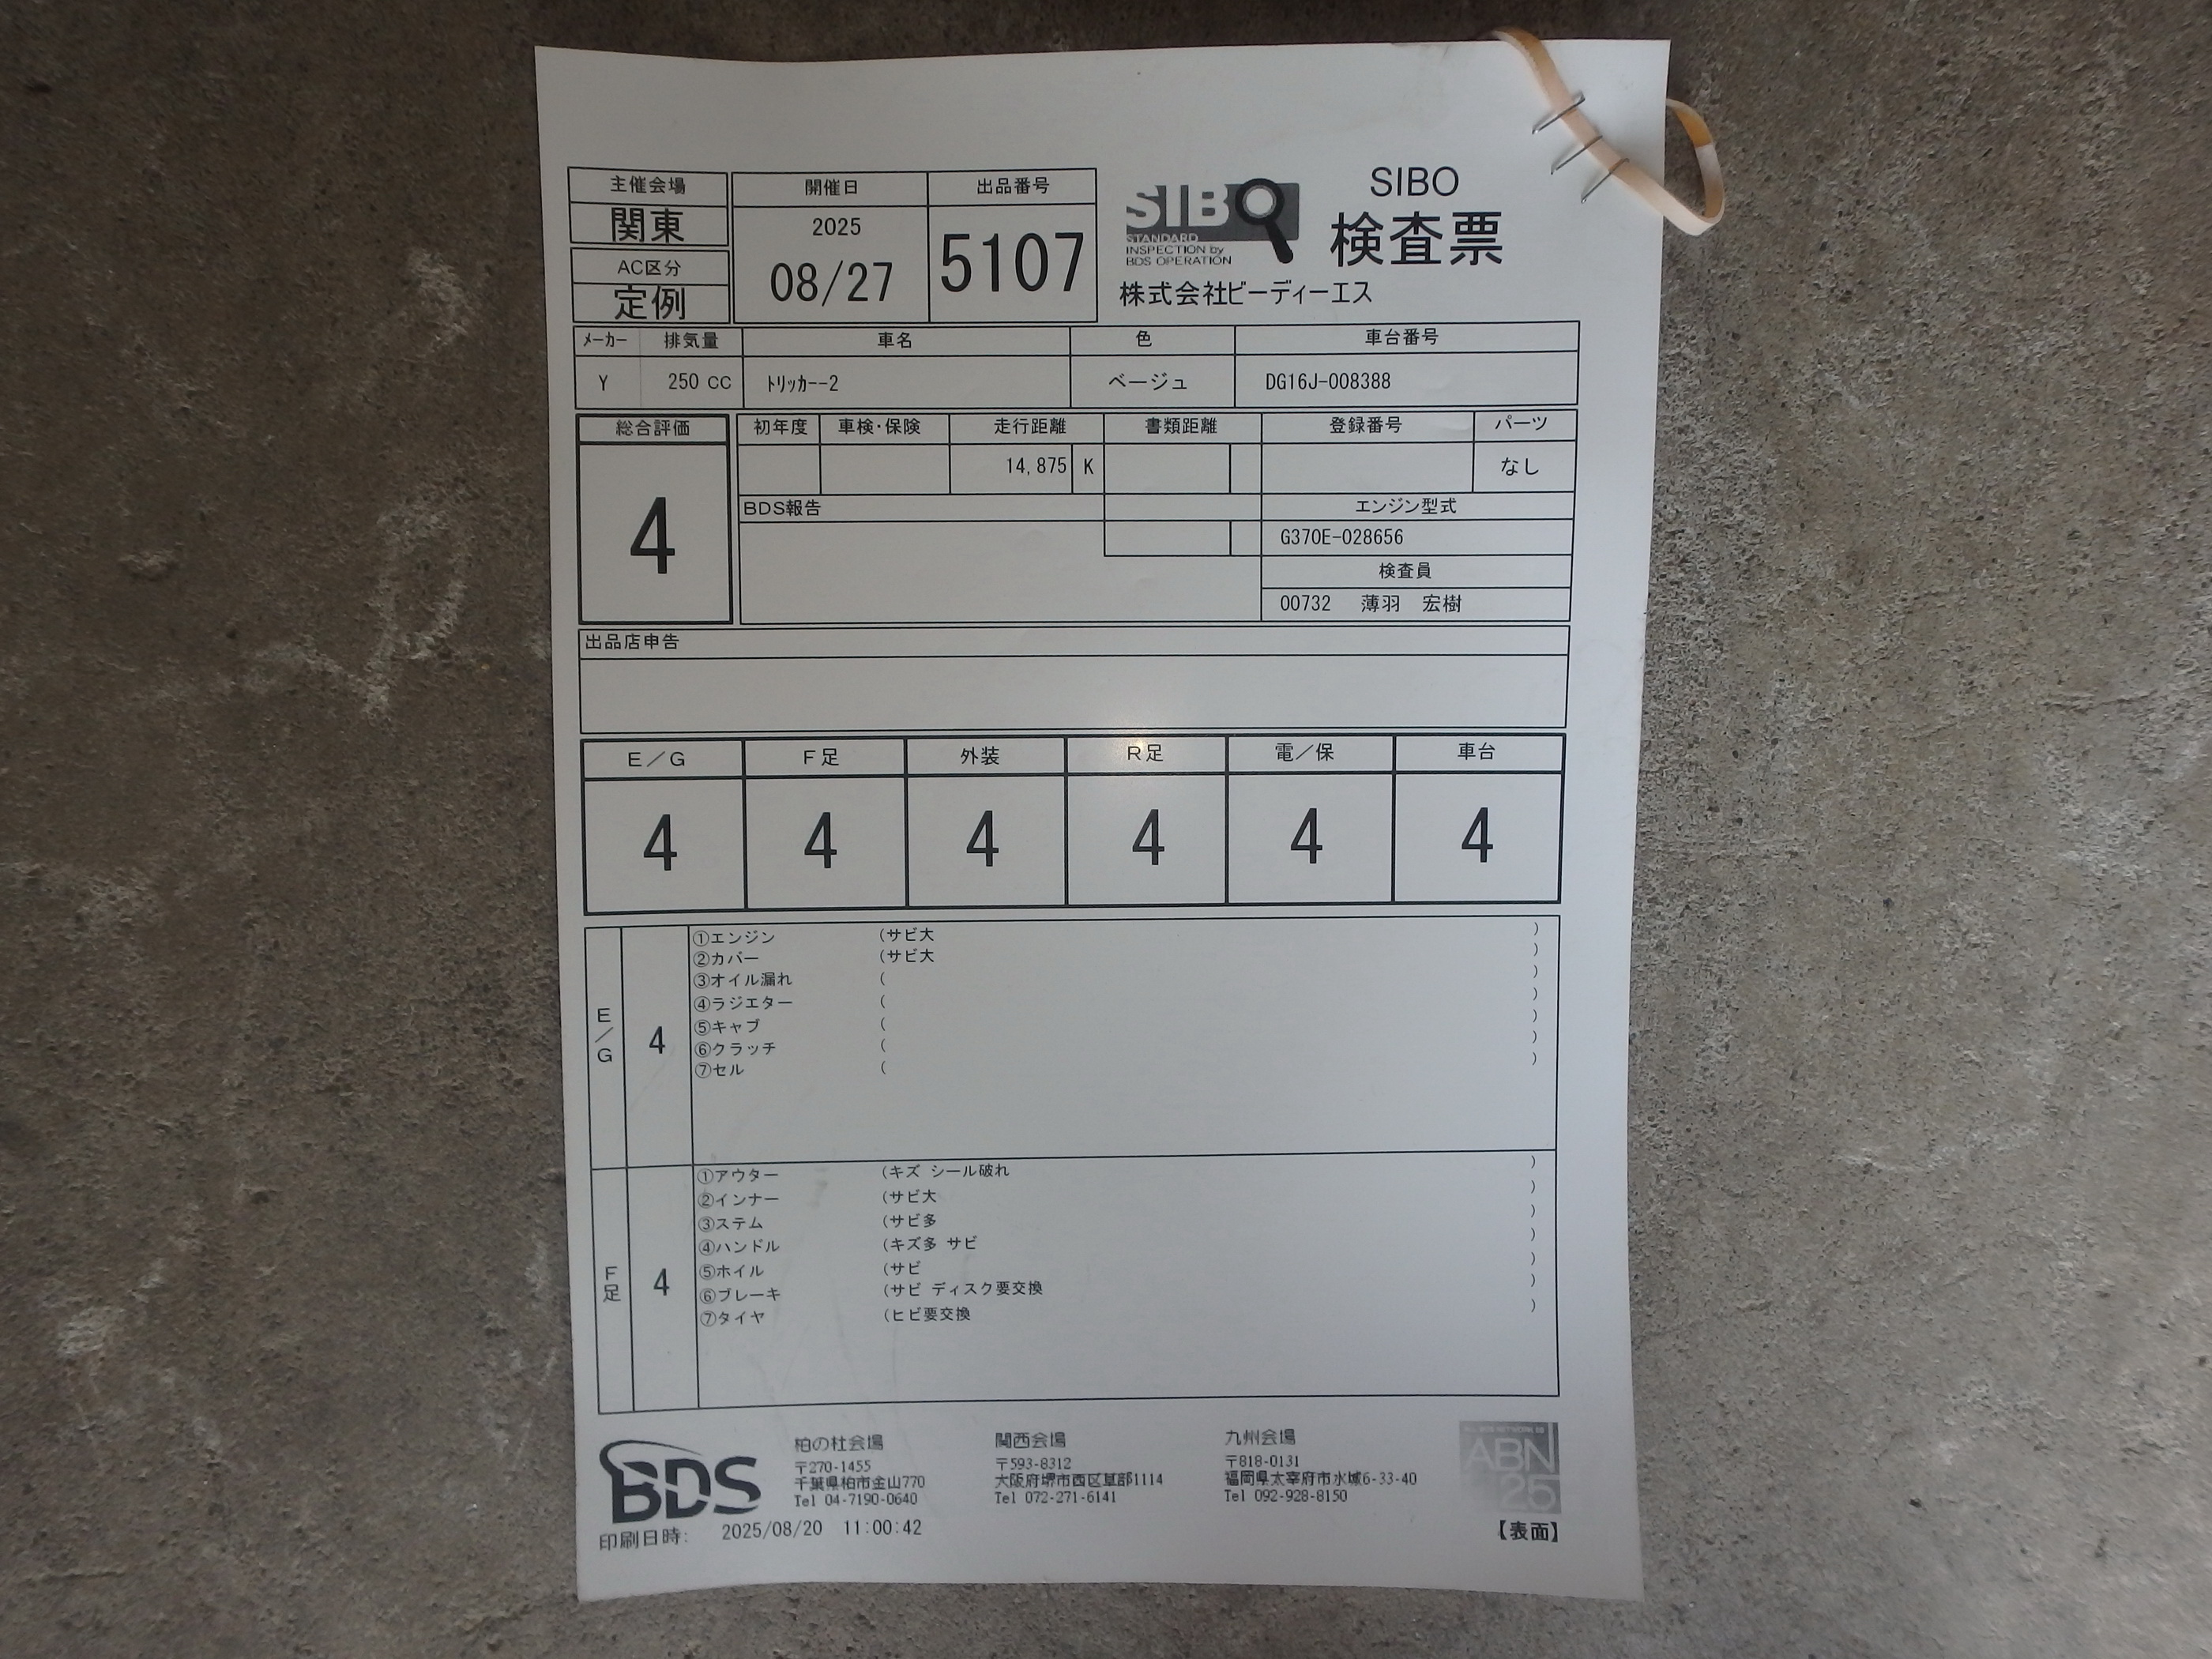 主催会場 開催日 出品番号
関東 2025 08/27 5107
AC区分
定例
SIBO
STANDARD
INSPECTION by
BDS OPERATION
SIBO
検査票
株式会社ビーディーエス
メーカー 排気量 車名 色 車台番号
Y 250 CC トリッカー-2 ベージュ DG16J-008388
総合評価 初年度 車検・保険 走行距離 書類距離 登録番号 パーツ
4 14,875 K なし
BDS報告 エンジン型式
G370E-028656
検査員
00732 薄羽 宏樹
出品店申告
E/G F足 外装 R足 電/保 車台
4 4 4 4 4 4
E/G 4
①エンジン (サビ大 )
②カバー (サビ大 )
③オイル漏れ ( )
④ラジエター ( )
⑤キャブ ( )
⑥クラッチ ( )
⑦セル ( )
F足 4
①アウター (キズ シール破れ )
②インナー (サビ大 )
③ステム (サビ多 )
④ハンドル (キズ多 サビ )
⑤ホイル (サビ )
⑥ブレーキ (サビ ディスク要交換 )
⑦タイヤ (ヒビ要交換 )
BDS
柏の杜会場
〒270-1455
千葉県柏市金山770
Tel 04-7190-0640
関西会場
〒593-8312
大阪府堺市西区草部1114
Tel 072-271-6141
九州会場
〒818-0131
福岡県太宰府市水城6-33-40
Tel 092-928-8150
ABN
25
印刷日時: 2025/08/20 11:00:42
【表面】